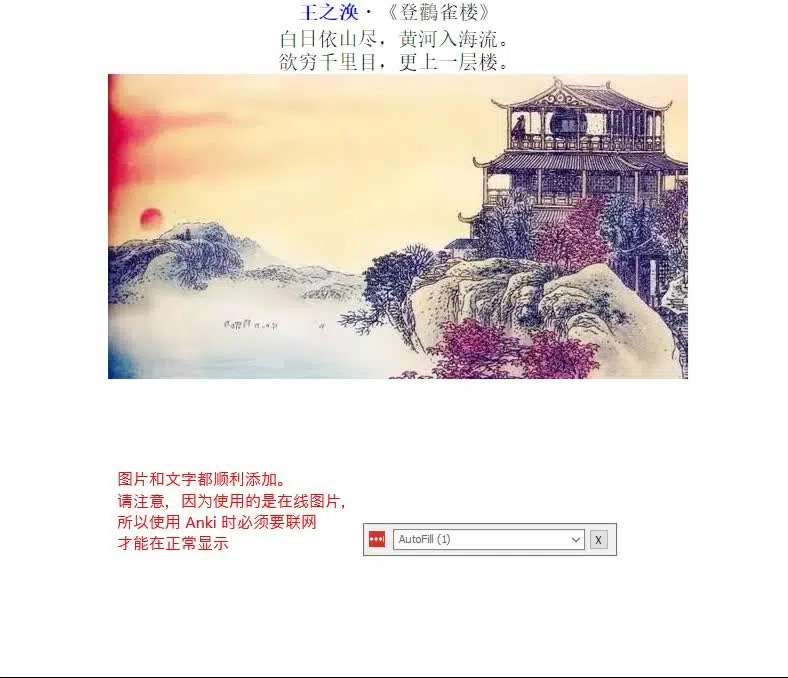 王之涣·《登鸛雀楼》
白日依山尽，黄河入海流。
欲穷千里目，更上一层楼。
图片和文字都顺利添加。
请注意，因为使用的是在线图片，
所以使用 Anki 时必须要联网
才能在正常显示
AutoFill (1)
X